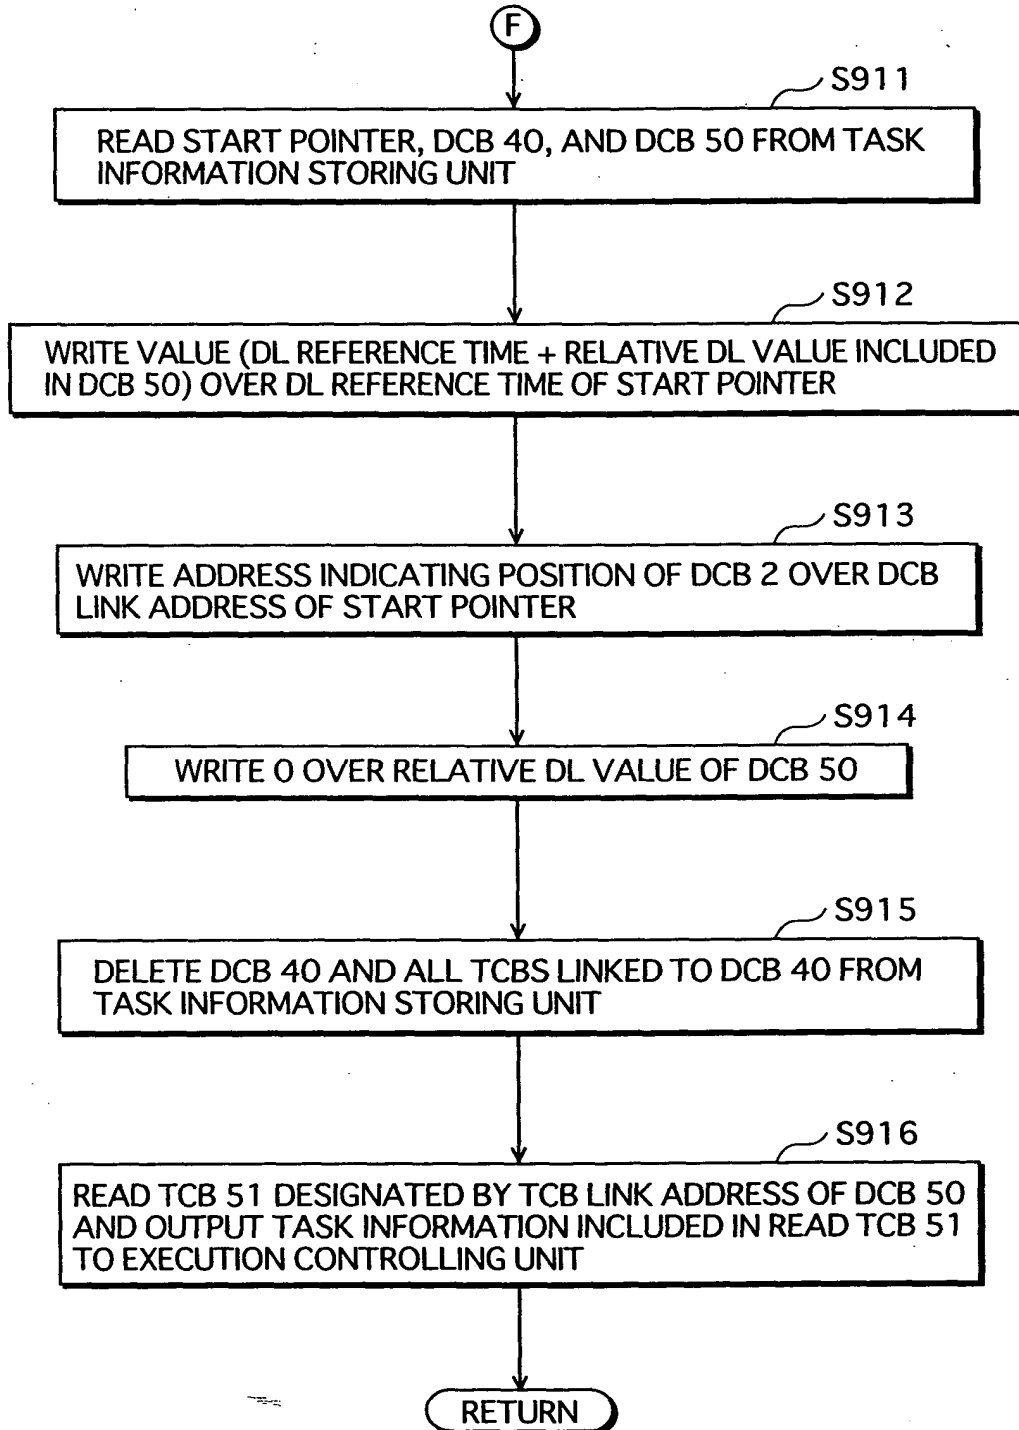 F
S911
READ START POINTER, DCB 40, AND DCB 50 FROM TASK
INFORMATION STORING UNIT
S912
WRITE VALUE (DL REFERENCE TIME + RELATIVE DL VALUE INCLUDED
IN DCB 50) OVER DL REFERENCE TIME OF START POINTER
S913
WRITE ADDRESS INDICATING POSITION OF DCB 2 OVER DCB
LINK ADDRESS OF START POINTER
S914
WRITE 0 OVER RELATIVE DL VALUE OF DCB 50
S915
DELETE DCB 40 AND ALL TCBS LINKED TO DCB 40 FROM
TASK INFORMATION STORING UNIT
S916
READ TCB 51 DESIGNATED BY TCB LINK ADDRESS OF DCB 50
AND OUTPUT TASK INFORMATION INCLUDED IN READ TCB 51
TO EXECUTION CONTROLLING UNIT
RETURN